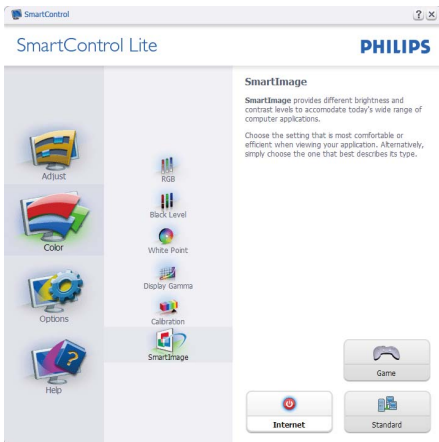 SmartControl
SmartControl Lite
PHILIPS
Adjust
Color
Options
Help
RGB
Black Level
White Point
Display Gamma
Calibration
SmartImage
SmartImage
SmartImage provides different brightness and
contrast levels to accomodate today's wide range of
computer applications.
Choose the setting that is most comfortable or
efficient when viewing your application. Alternatively,
simply choose the one that best describes its type.
Game
Internet
Standard